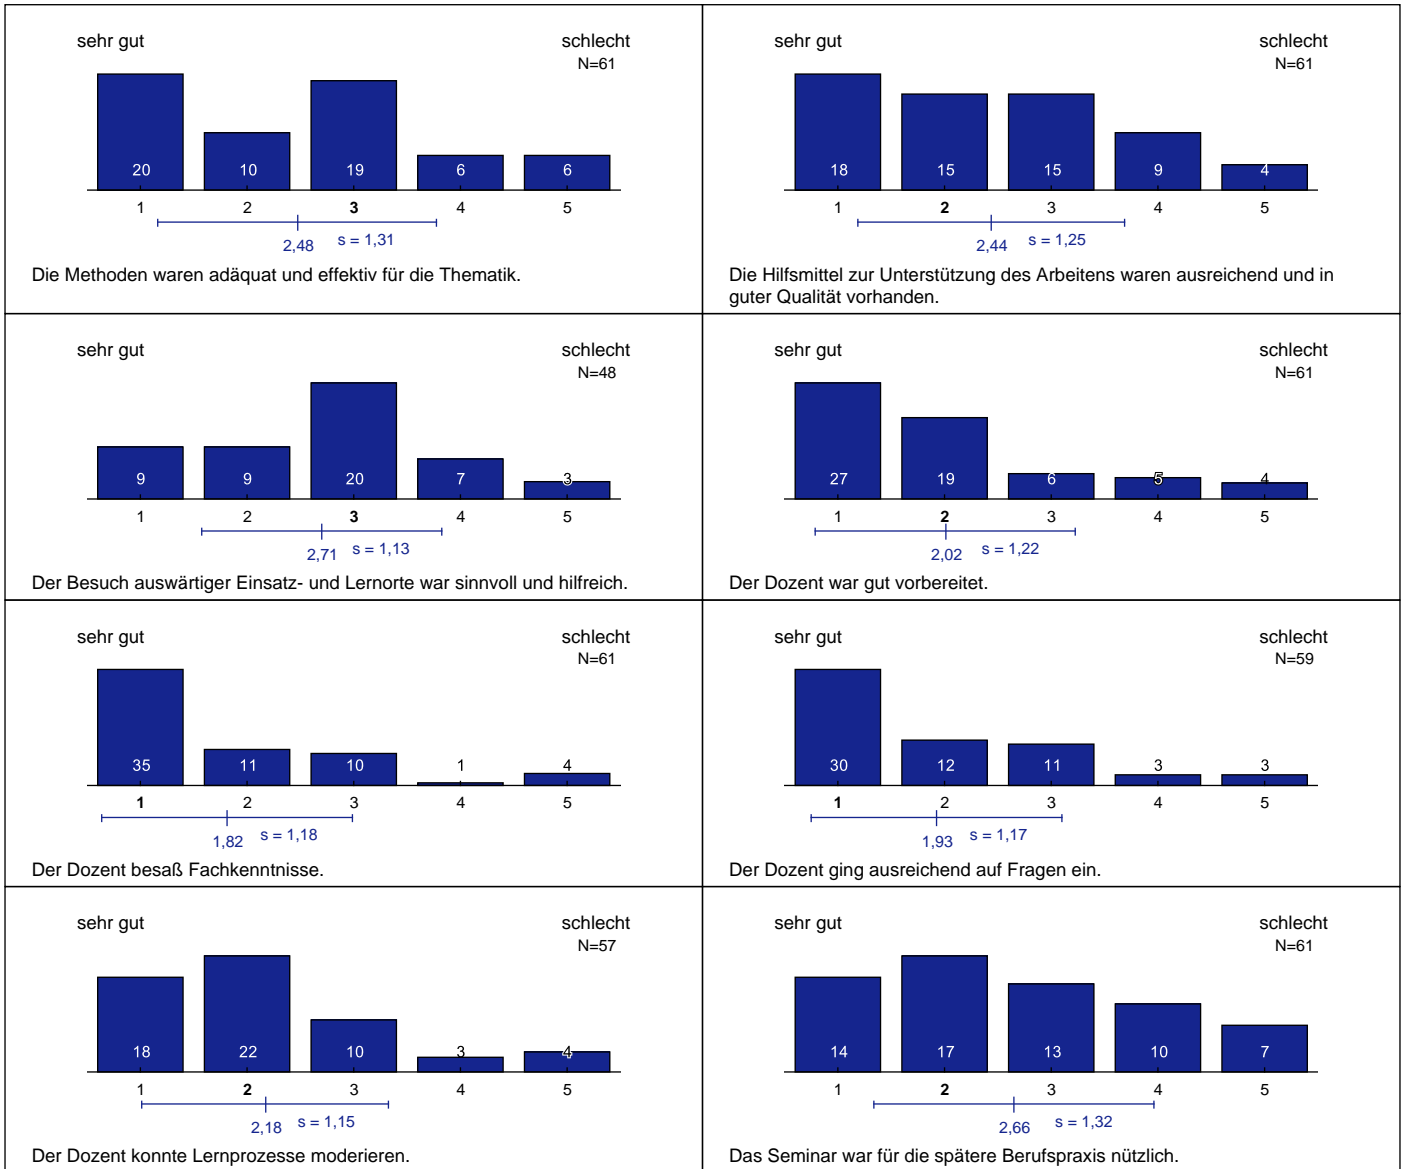 sehr gut schlecht
N=61
20 10 19 6 6
1 2 3 4 5
2,48 s = 1,31
Die Methoden waren adäquat und effektiv für die Thematik.
sehr gut schlecht
N=61
18 15 15 9 4
1 2 3 4 5
2,44 s = 1,25
Die Hilfsmittel zur Unterstützung des Arbeitens waren ausreichend und in
guter Qualität vorhanden.
sehr gut schlecht
N=48
9 9 20 7 3
1 2 3 4 5
2,71 s = 1,13
Der Besuch auswärtiger Einsatz- und Lernorte war sinnvoll und hilfreich.
sehr gut schlecht
N=61
27 19 6 5 4
1 2 3 4 5
2,02 s = 1,22
Der Dozent war gut vorbereitet.
sehr gut schlecht
N=61
35 11 10 1 4
1 2 3 4 5
1,82 s = 1,18
Der Dozent besaß Fachkenntnisse.
sehr gut schlecht
N=59
30 12 11 3 3
1 2 3 4 5
1,93 s = 1,17
Der Dozent ging ausreichend auf Fragen ein.
sehr gut schlecht
N=57
18 22 10 3 4
1 2 3 4 5
2,18 s = 1,15
Der Dozent konnte Lernprozesse moderieren.
sehr gut schlecht
N=61
14 17 13 10 7
1 2 3 4 5
2,66 s = 1,32
Das Seminar war für die spätere Berufspraxis nützlich.